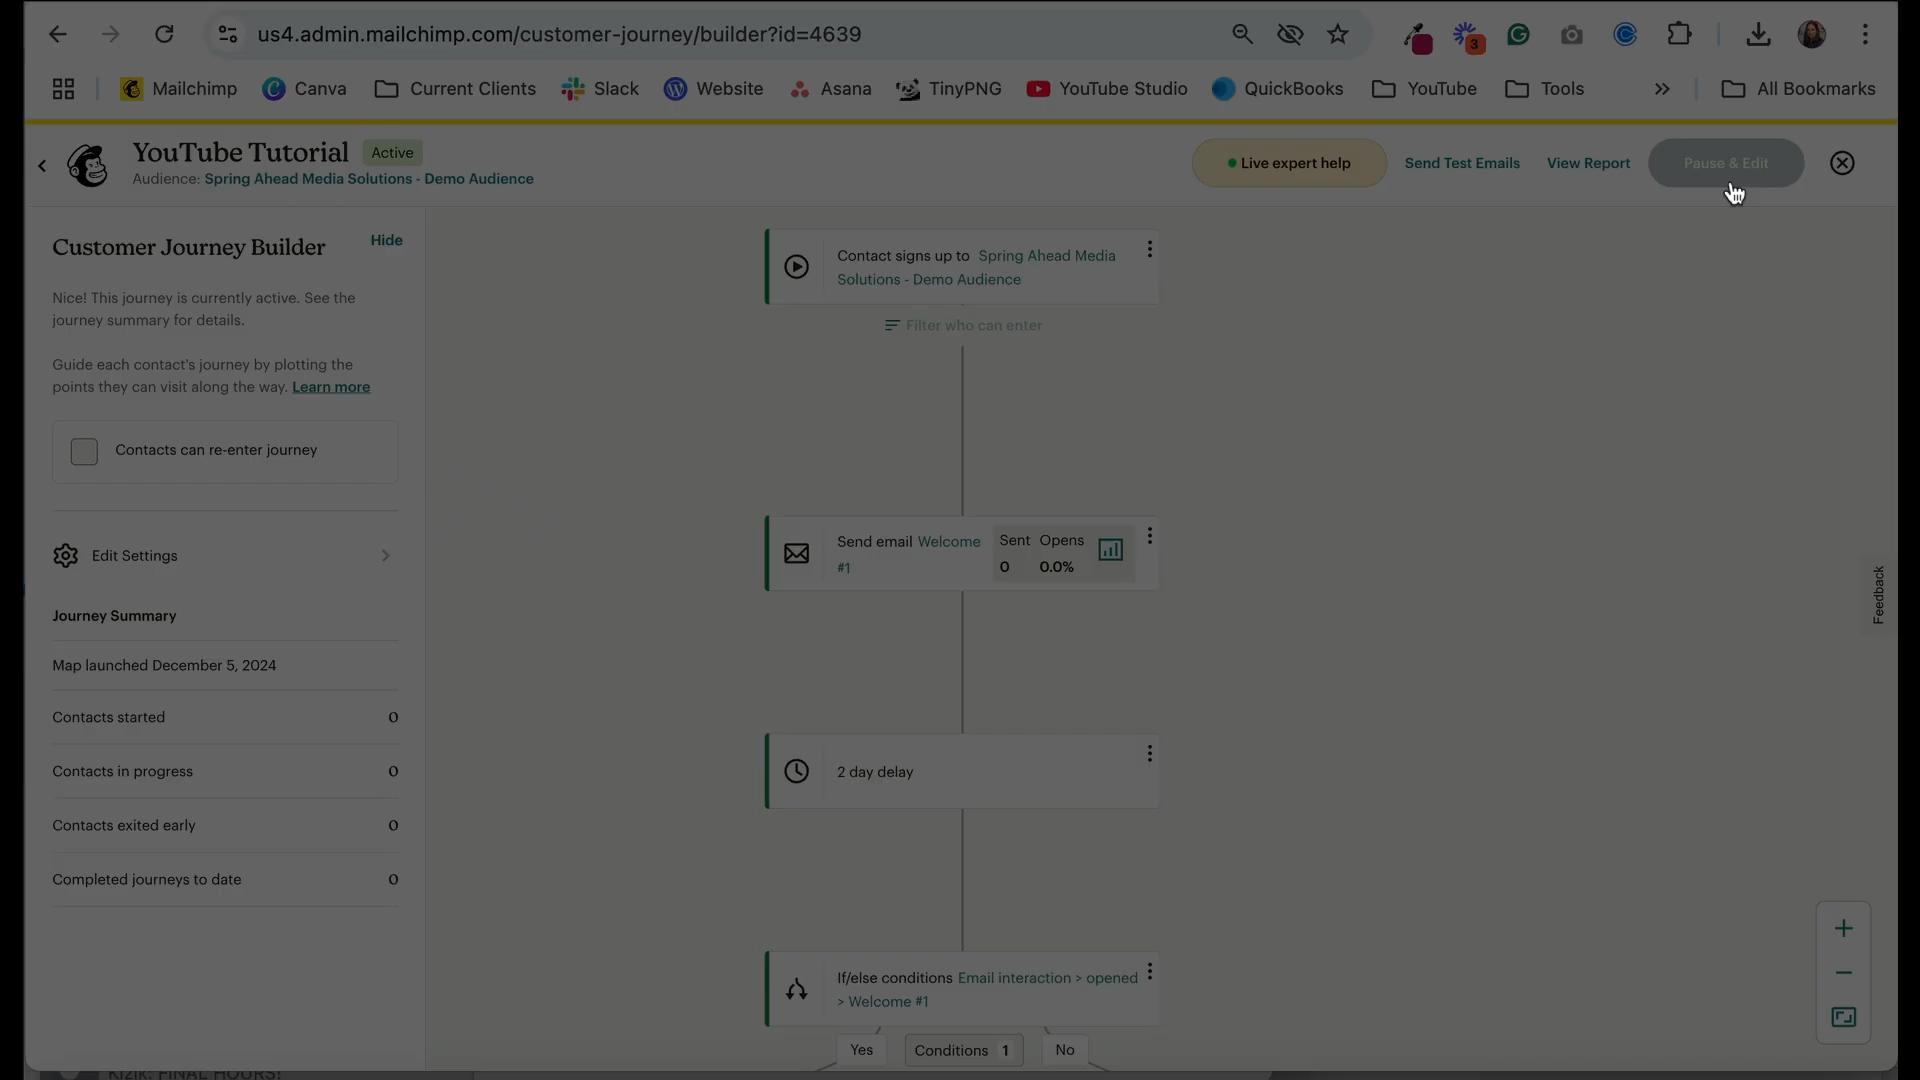 us4.admin.mailchimp.com/customer-journey/builder?id=4639
3
Mailchimp
Canva
Current Clients
Slack
Website
Asana
TinyPNG
YouTube Studio
QuickBooks
YouTube
Tools
All Bookmarks
YouTube Tutorial
Active
Audience: Spring Ahead Media Solutions - Demo Audience
Live expert help
Send Test Emails
View Report
Pause & Edit
Customer Journey Builder
Hide
Nice! This journey is currently active. See the
journey summary for details.
Guide each contact's journey by plotting the
points they can visit along the way. Learn more
Contacts can re-enter journey
Edit Settings
Journey Summary
Map launched December 5, 2024
Contacts started 0
Contacts in progress 0
Contacts exited early 0
Completed journeys to date 0
Contact signs up to Spring Ahead Media
Solutions - Demo Audience
Filter who can enter
Send email Welcome
#1
Sent Opens
0 0.0%
2 day delay
If/else conditions Email interaction > opened
> Welcome #1
Yes
Conditions 1
No
Feedback
Kizik: FINAL HOURS!